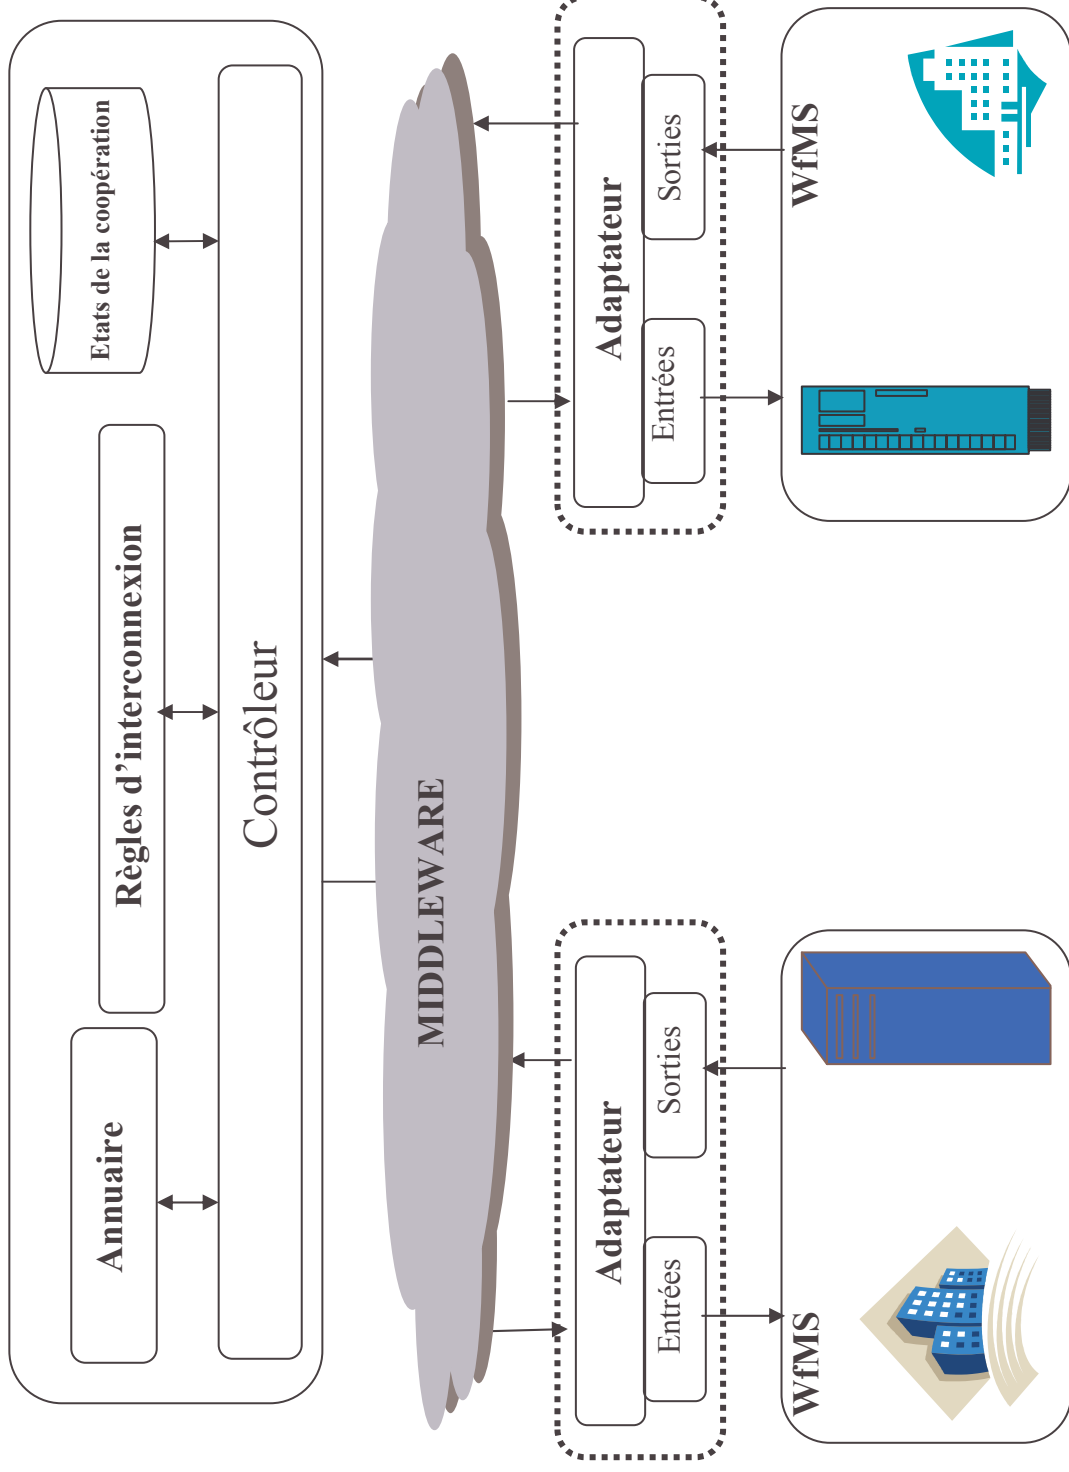 Annuaire
Règles d'interconnexion
Etats de la coopération
Contrôleur
MIDDLEWARE
Adaptateur
Entrées
Sorties
Adaptateur
Entrées
Sorties
WfMS
WfMS